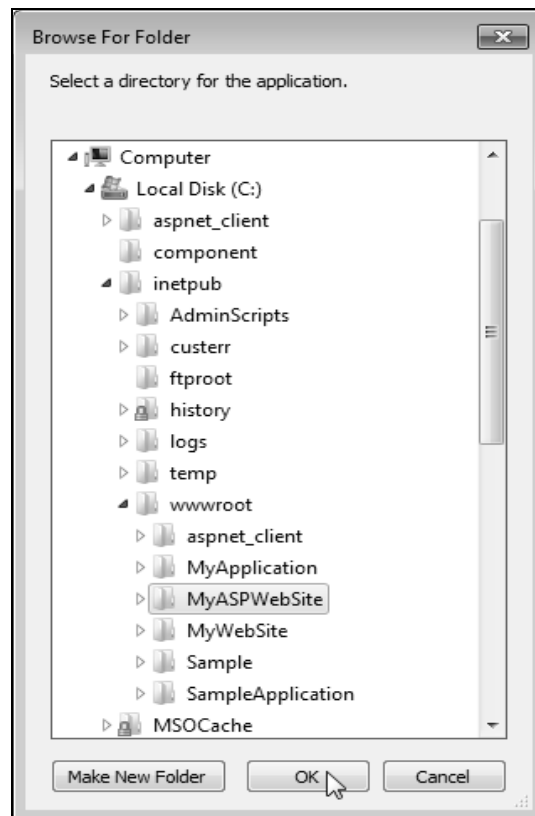 Browse For Folder
Select a directory for the application.
Computer
Local Disk (C:)
aspnet_client
component
inetpub
AdminScripts
custerr
ftproot
history
logs
temp
wwwroot
aspnet_client
MyApplication
MyASPWebSite
MyWebSite
Sample
SampleApplication
MSOCache
Make New Folder OK Cancel